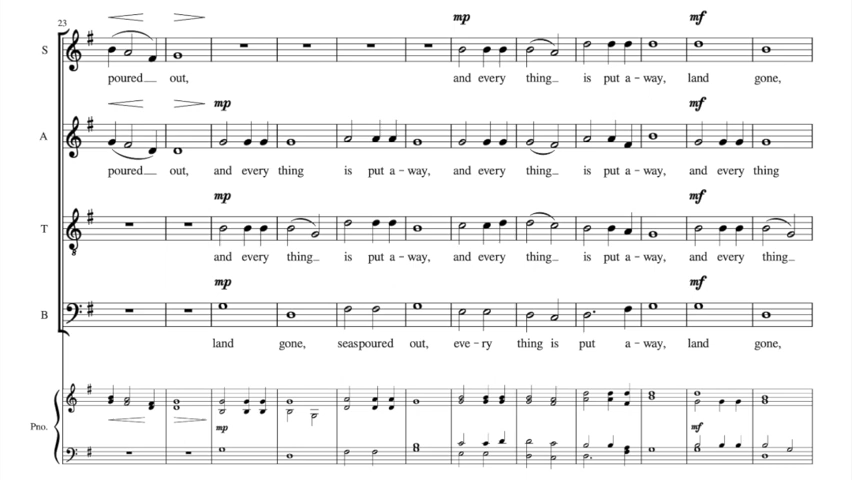 mp mf
23
S
poured out, and every thing is put a - way, land gone,
mp mf
A
poured out, and every thing is put a - way, and every thing is put a - way, and every thing
mp mf
T
and every thing is put a - way, and every thing is put a - way, and every thing
mp mf
B
land gone, seaspoured out, eve - ry thing is put a - way, land gone,
Pno.
mp mf